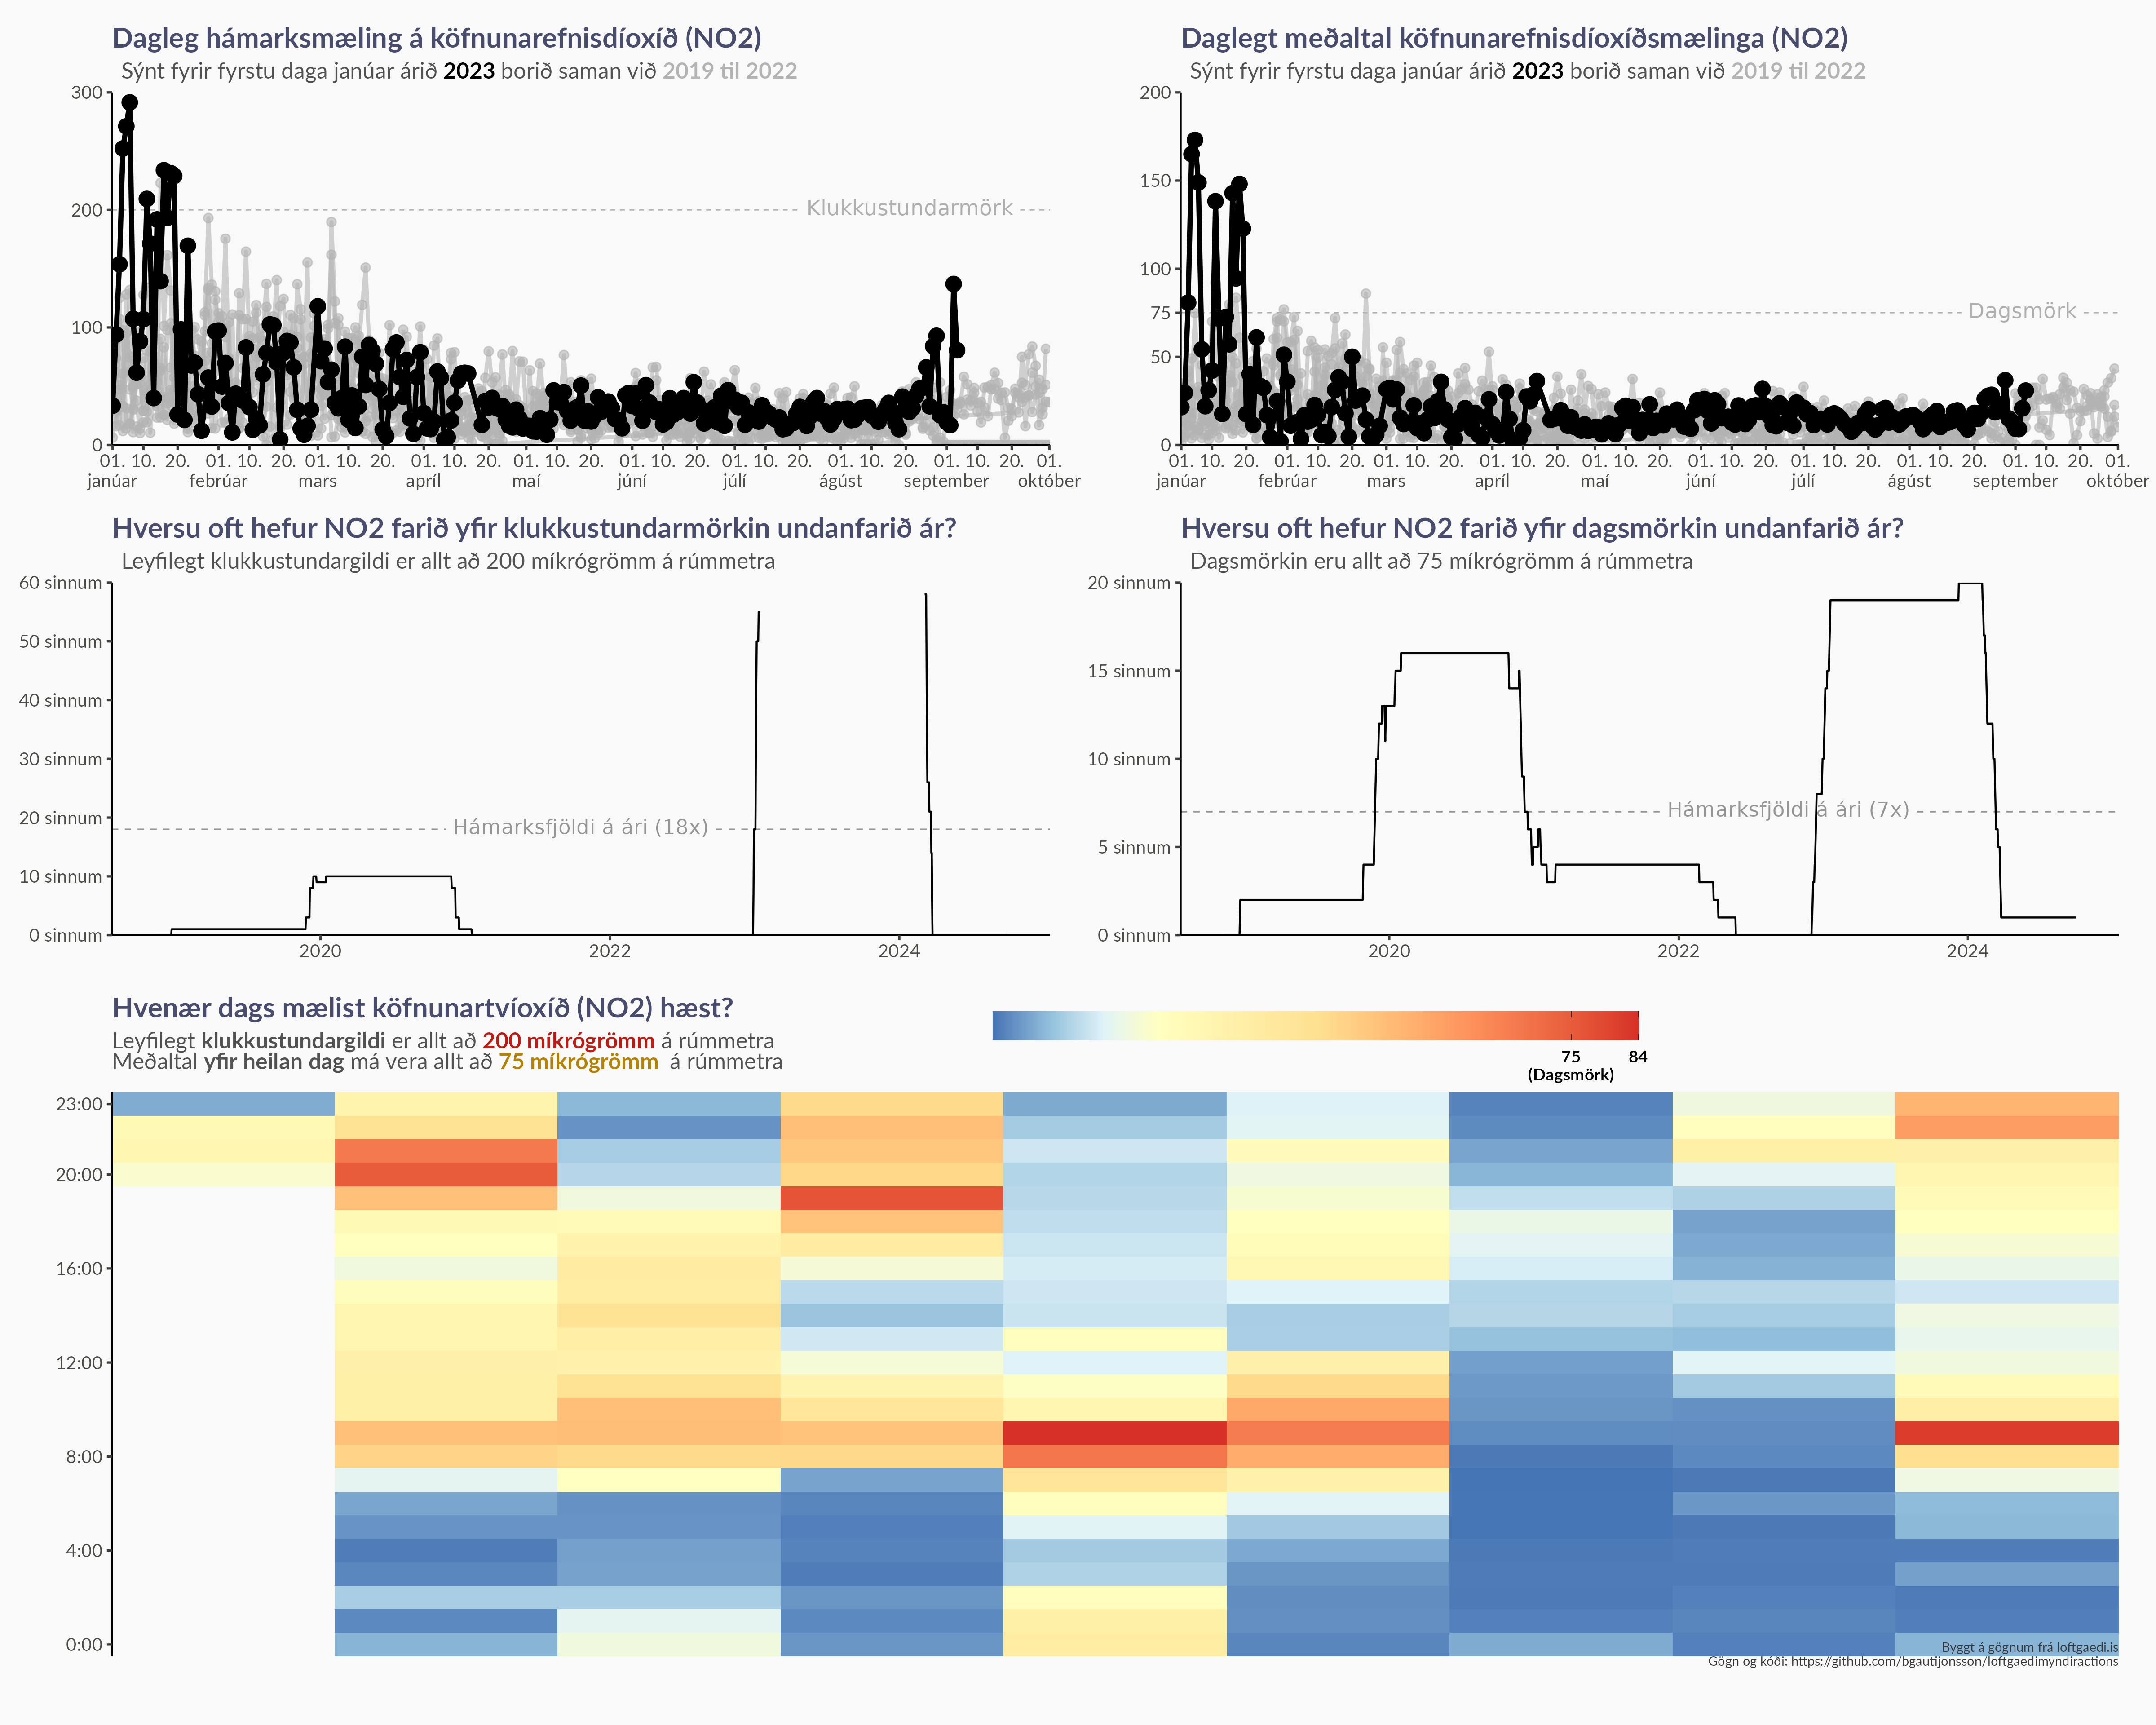 Dagleg hámarksmæling á köfnunarefnisdíoxíð (NO2)
Sýnt fyrir fyrstu daga janúar árið 2023 borið saman við 2019 til 2022
300
200
100
0
Klukkustundarmörk
01. 10. 20. 01. 10. 20. 01. 10. 20. 01. 10. 20. 01. 10. 20. 01. 10. 20. 01. 10. 20. 01. 10. 20. 01. 10. 20. 01.
janúar febrúar mars apríl maí júní júlí ágúst september október
Daglegt meðaltal köfnunarefnisdíoxíðsmælinga (NO2)
Sýnt fyrir fyrstu daga janúar árið 2023 borið saman við 2019 til 2022
200
150
100
75
50
0
Dagsmörk
01. 10. 20. 01. 10. 20. 01. 10. 20. 01. 10. 20. 01. 10. 20. 01. 10. 20. 01. 10. 20. 01. 10. 20. 01. 10. 20. 01.
janúar febrúar mars apríl maí júní júlí ágúst september október
Hversu oft hefur NO2 farið yfir klukkustundarmörkin undanfarið ár?
Leyfilegt klukkustundargildi er allt að 200 míkrógrömm á rúmmetra
60 sinnum
50 sinnum
40 sinnum
30 sinnum
20 sinnum
10 sinnum
0 sinnum
Hámarksfjöldi á ári (18x)
2020 2022 2024
Hversu oft hefur NO2 farið yfir dagsmörkin undanfarið ár?
Dagsmörkin eru allt að 75 míkrógrömm á rúmmetra
20 sinnum
15 sinnum
10 sinnum
5 sinnum
0 sinnum
Hámarksfjöldi á ári (7x)
2020 2022 2024
Hvenær dags mælist köfnunartvíoxíð (NO2) hæst?
Leyfilegt klukkustundargildi er allt að 200 míkrógrömm á rúmmetra
Meðaltal yfir heilan dag má vera allt að 75 míkrógrömm á rúmmetra
75 84
(Dagsmörk)
23:00
20:00
16:00
12:00
8:00
4:00
0:00
Byggt á gögnum frá loftgaedi.is
Gögn og kóði: https://github.com/bgautijonsson/loftgaedimyndiractions